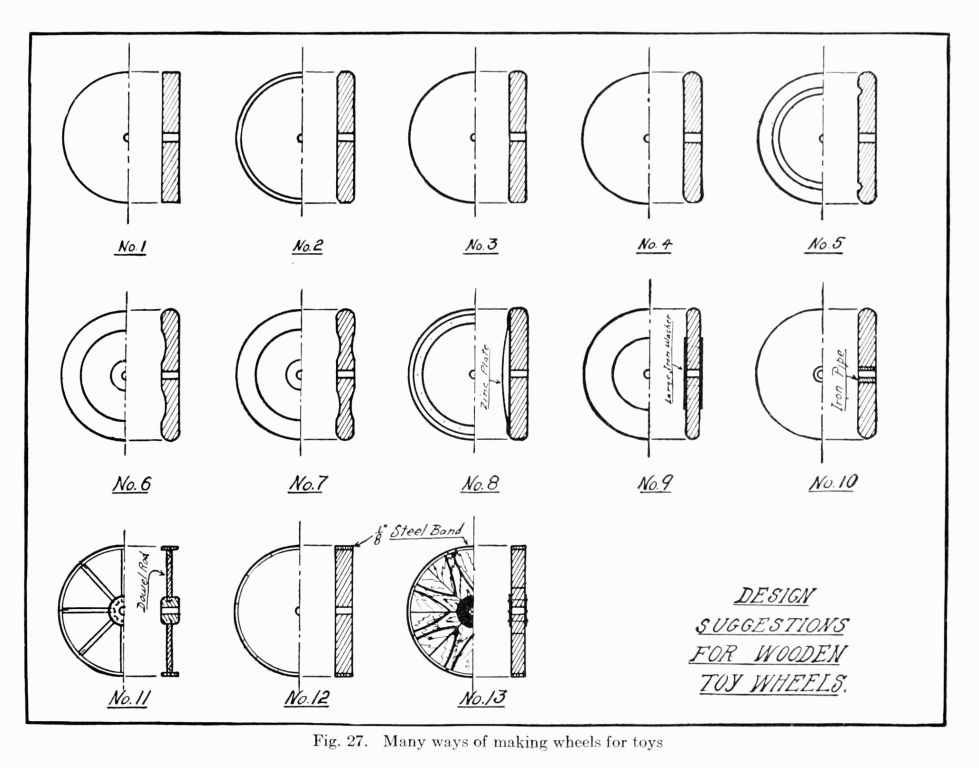 No.1
No.2
No.3
No.4
No.5
Zinc Plate
Large Iron Washer
Iron Pipe
No.6
No.7
No.8
No.9
No.10
1/8" Steel Band
Dowel Rod
No.11
No.12
No.13
DESIGN
SUGGESTIONS
FOR WOODEN
TOY WHEELS.
Fig. 27. Many ways of making wheels for toys